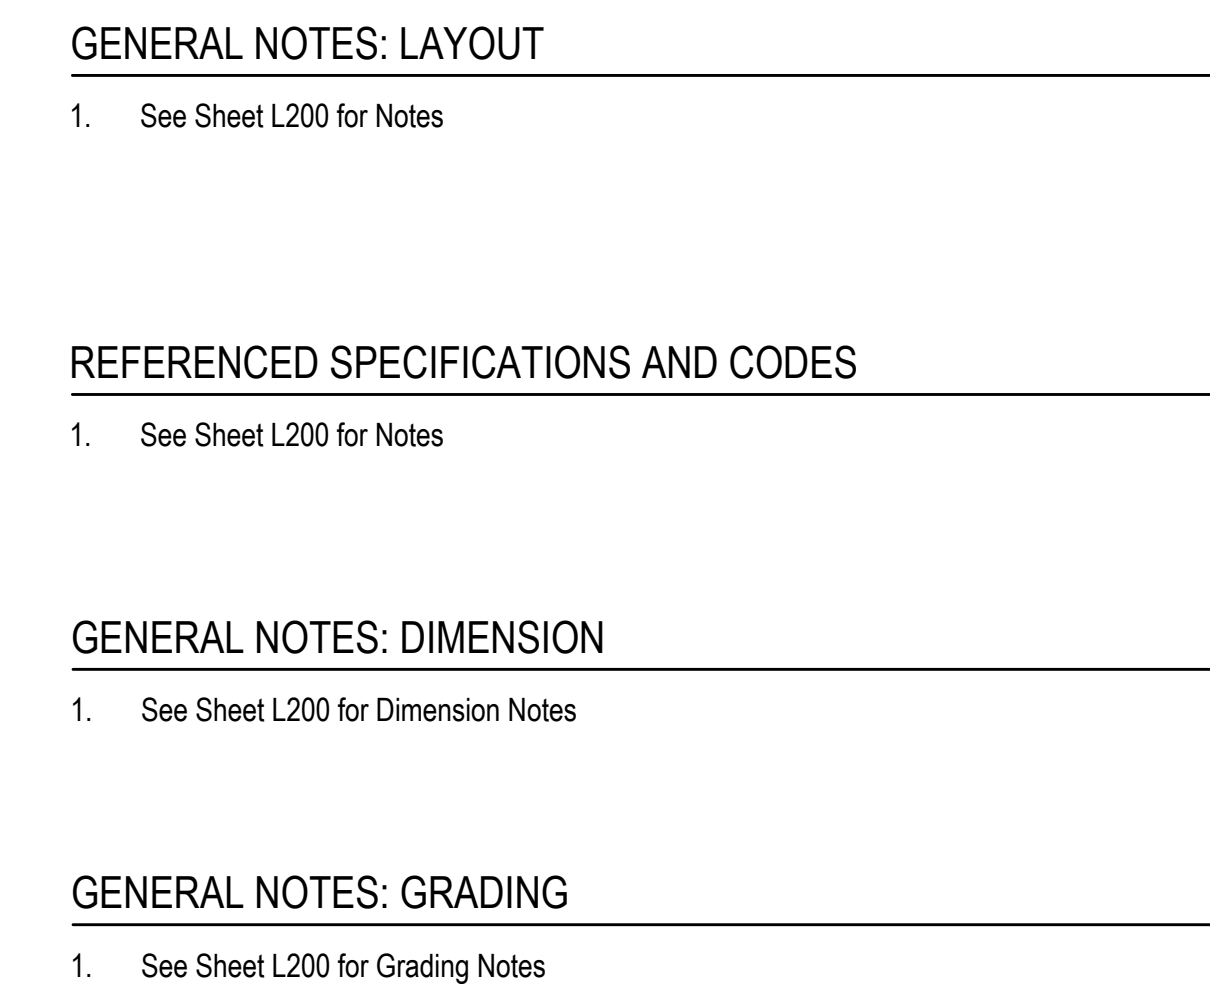 GENERAL NOTES: LAYOUT
1. See Sheet L200 for Notes
REFERENCED SPECIFICATIONS AND CODES
1. See Sheet L200 for Notes
GENERAL NOTES: DIMENSION
1. See Sheet L200 for Dimension Notes
GENERAL NOTES: GRADING
1. See Sheet L200 for Grading Notes